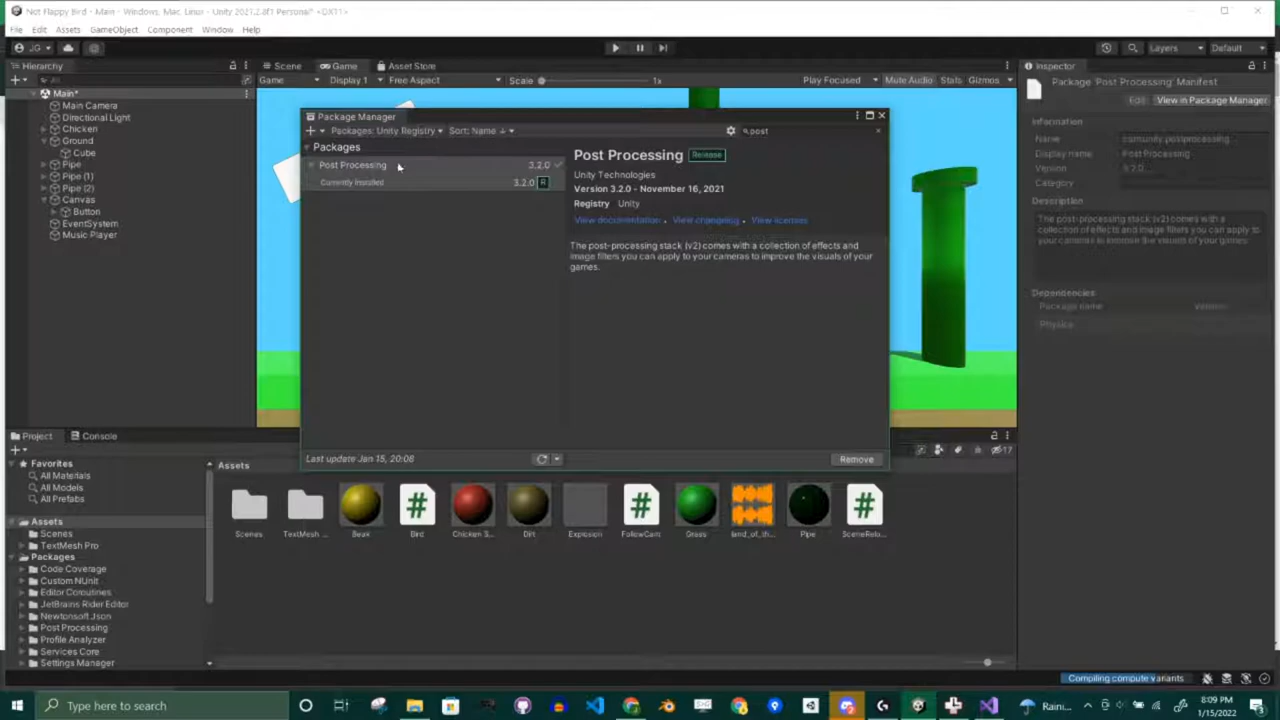 Not Flappy Bird - Main - Windows, Mac, Linux - Unity 2021.2.8f1 Personal* <DX11>
File Edit Assets GameObject Component Window Help
JG Layers Default
Hierarchy Scene Game Asset Store Inspector
All Game Display 1 Free Aspect Scale 1x Play Focused Mute Audio Stats Gizmos
Package 'Post Processing' Manifest
Edit View in Package Manager
Main*
Main Camera
Directional Light
Chicken
Ground
Cube
Pipe
Pipe (1)
Pipe (2)
Canvas
Button
EventSystem
Music Player
Package Manager
Packages: Unity Registry Sort: Name ↓ post
Packages
Post Processing 3.2.0
Currently installed 3.2.0 R
Post Processing Release
Unity Technologies
Version 3.2.0 - November 16, 2021
Registry Unity
View documentation View changelog View licenses
The post-processing stack (v2) comes with a collection of effects and
image filters you can apply to your cameras to improve the visuals of your
games.
Last update Jan 15, 20:08
Remove
Information
Name com.unity.postprocessing
Display name Post Processing
Version 3.2.0
Category
Description
The post-processing stack (v2) comes with a
collection of effects and image filters you can apply to
your cameras to improve the visuals of your games.
Dependencies
Package name Version
Physics
Project Console
17
Favorites
All Materials
All Models
All Prefabs
Assets
Scenes
TextMesh Pro
Packages
Code Coverage
Custom NUnit
Editor Coroutines
JetBrains Rider Editor
Newtonsoft Json
Post Processing
Profile Analyzer
Services Core
Settings Manager
Assets
Scenes TextMesh ... Beak Bird Chicken S... Dirt Explosion FollowCam Grass land_of_th... Pipe SceneRelo...
Compiling compute variants
Type here to search
Raini...
8:09 PM
1/15/2022